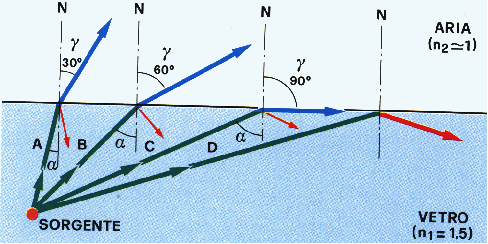 N
N
N
N
ARIA
(n₂≃1)
γ
30°
γ
60°
γ
90°
A
B
C
D
α
α
α
SORGENTE
VETRO
(n₁=1.5)